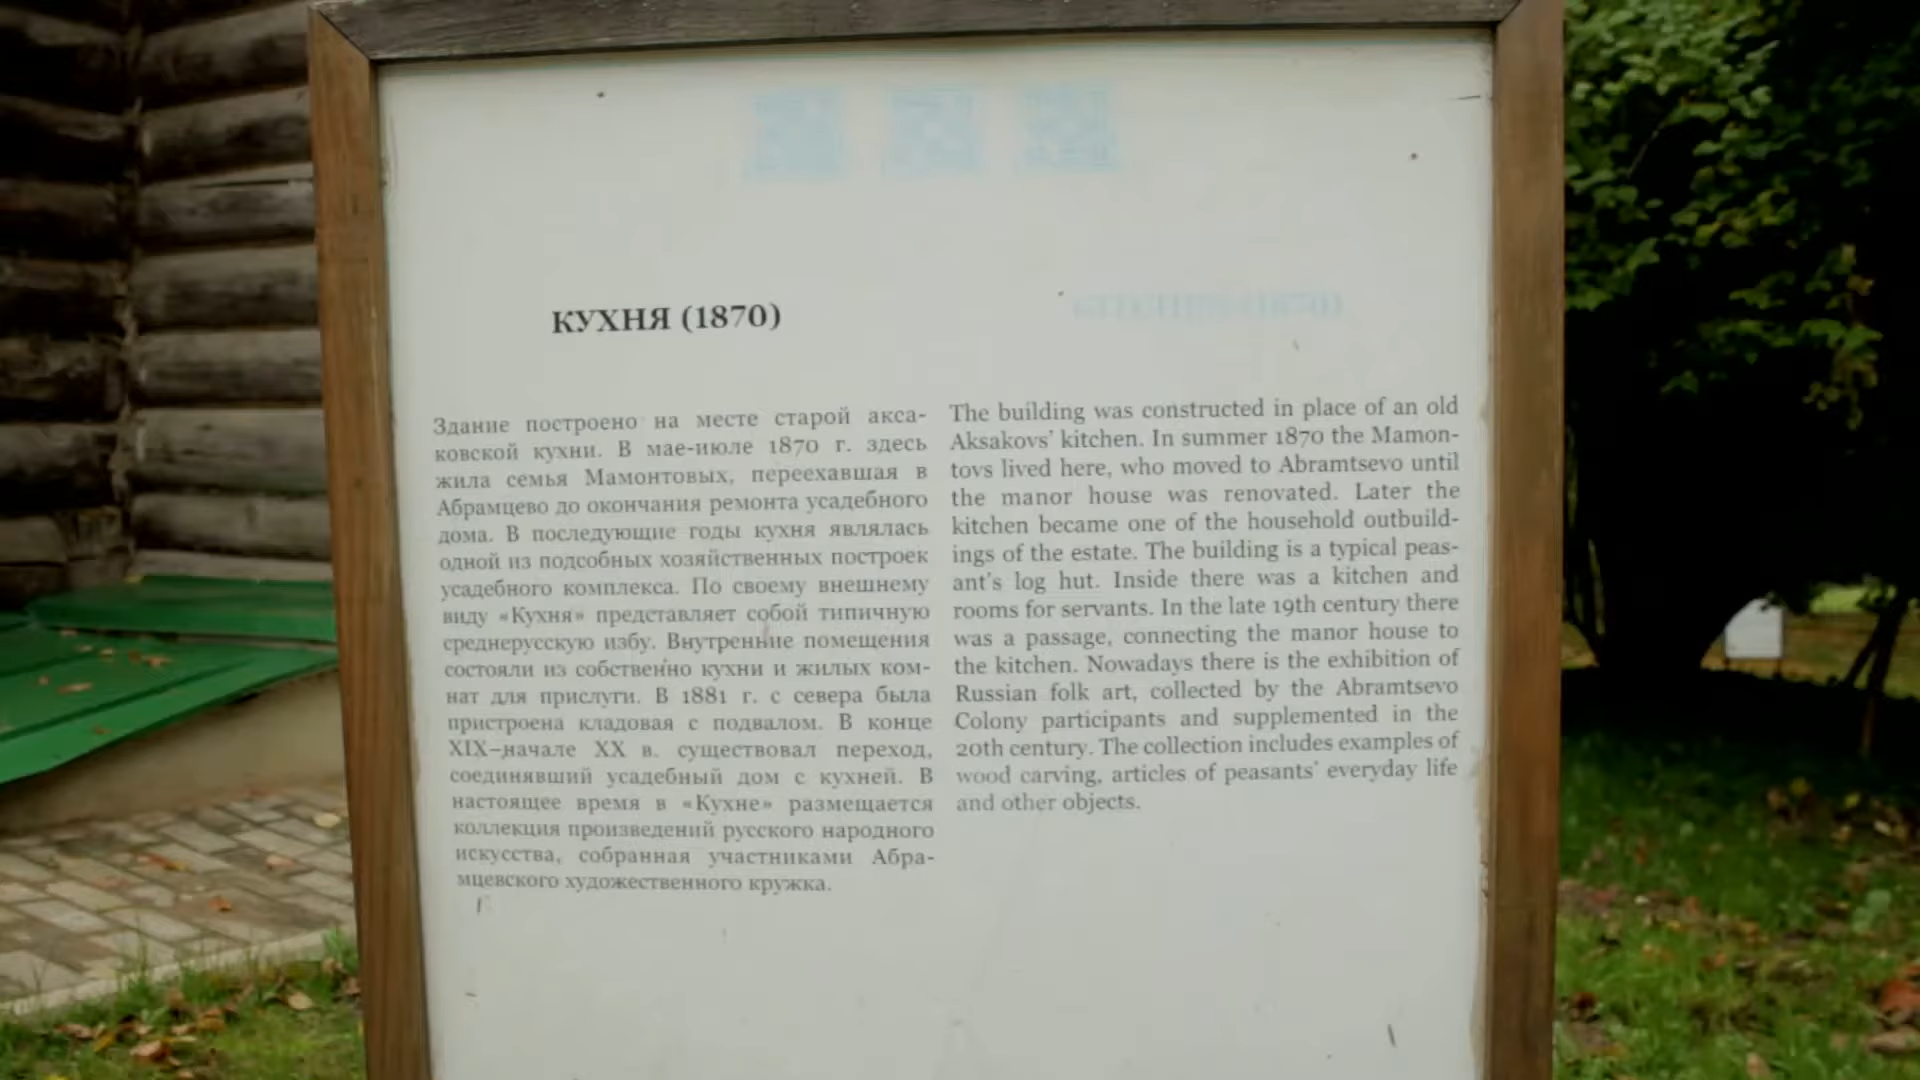 КУХНЯ (1870)
Здание построено на месте старой акса-
ковской кухни. В мае-июле 1870 г. здесь
жила семья Мамонтовых, переехавшая в
Абрамцево до окончания ремонта усадебного
дома. В последующие годы кухня являлась
одной из подсобных хозяйственных построек
усадебного комплекса. По своему внешнему
виду «Кухня» представляет собой типичную
среднерусскую избу. Внутренние помещения
состояли из собственно кухни и жилых ком-
нат для прислуги. В 1881 г. с севера была
пристроена кладовая с подвалом. В конце
XIX–начале XX в. существовал переход,
соединявший усадебный дом с кухней. В
настоящее время в «Кухне» размещается
коллекция произведений русского народного
искусства, собранная участниками Абра-
мцевского художественного кружка.
The building was constructed in place of an old
Aksakovs' kitchen. In summer 1870 the Mamon-
tovs lived here, who moved to Abramtsevo until
the manor house was renovated. Later the
kitchen became one of the household outbuild-
ings of the estate. The building is a typical peas-
ant's log hut. Inside there was a kitchen and
rooms for servants. In the late 19th century there
was a passage, connecting the manor house to
the kitchen. Nowadays there is the exhibition of
Russian folk art, collected by the Abramtsevo
Colony participants and supplemented in the
20th century. The collection includes examples of
wood carving, articles of peasants' everyday life
and other objects.